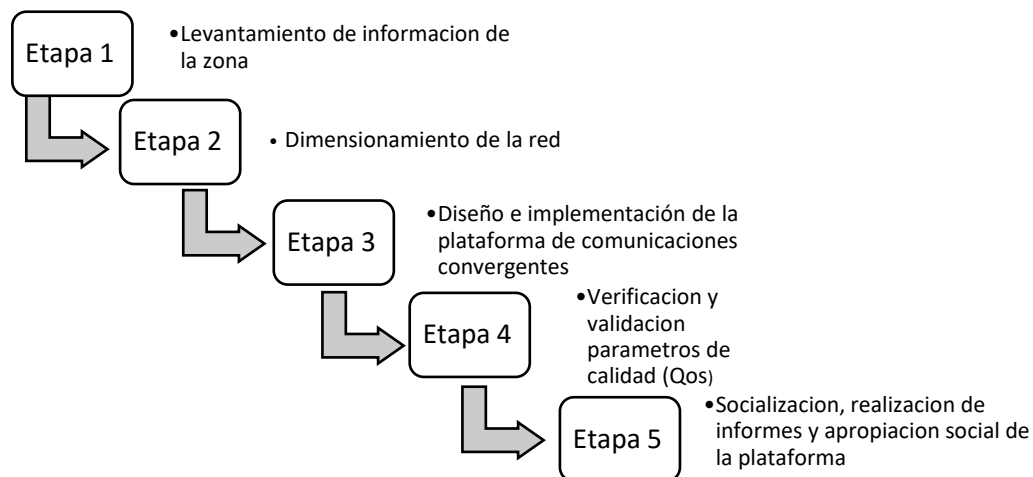 Etapa 1
•Levantamiento de informacion de
la zona
Etapa 2
• Dimensionamiento de la red
Etapa 3
•Diseño e implementación de la
plataforma de comunicaciones
convergentes
Etapa 4
•Verificacion y
validacion
parametros de
calidad (Qos)
Etapa 5
•Socializacion, realizacion de
informes y apropiacion social de
la plataforma